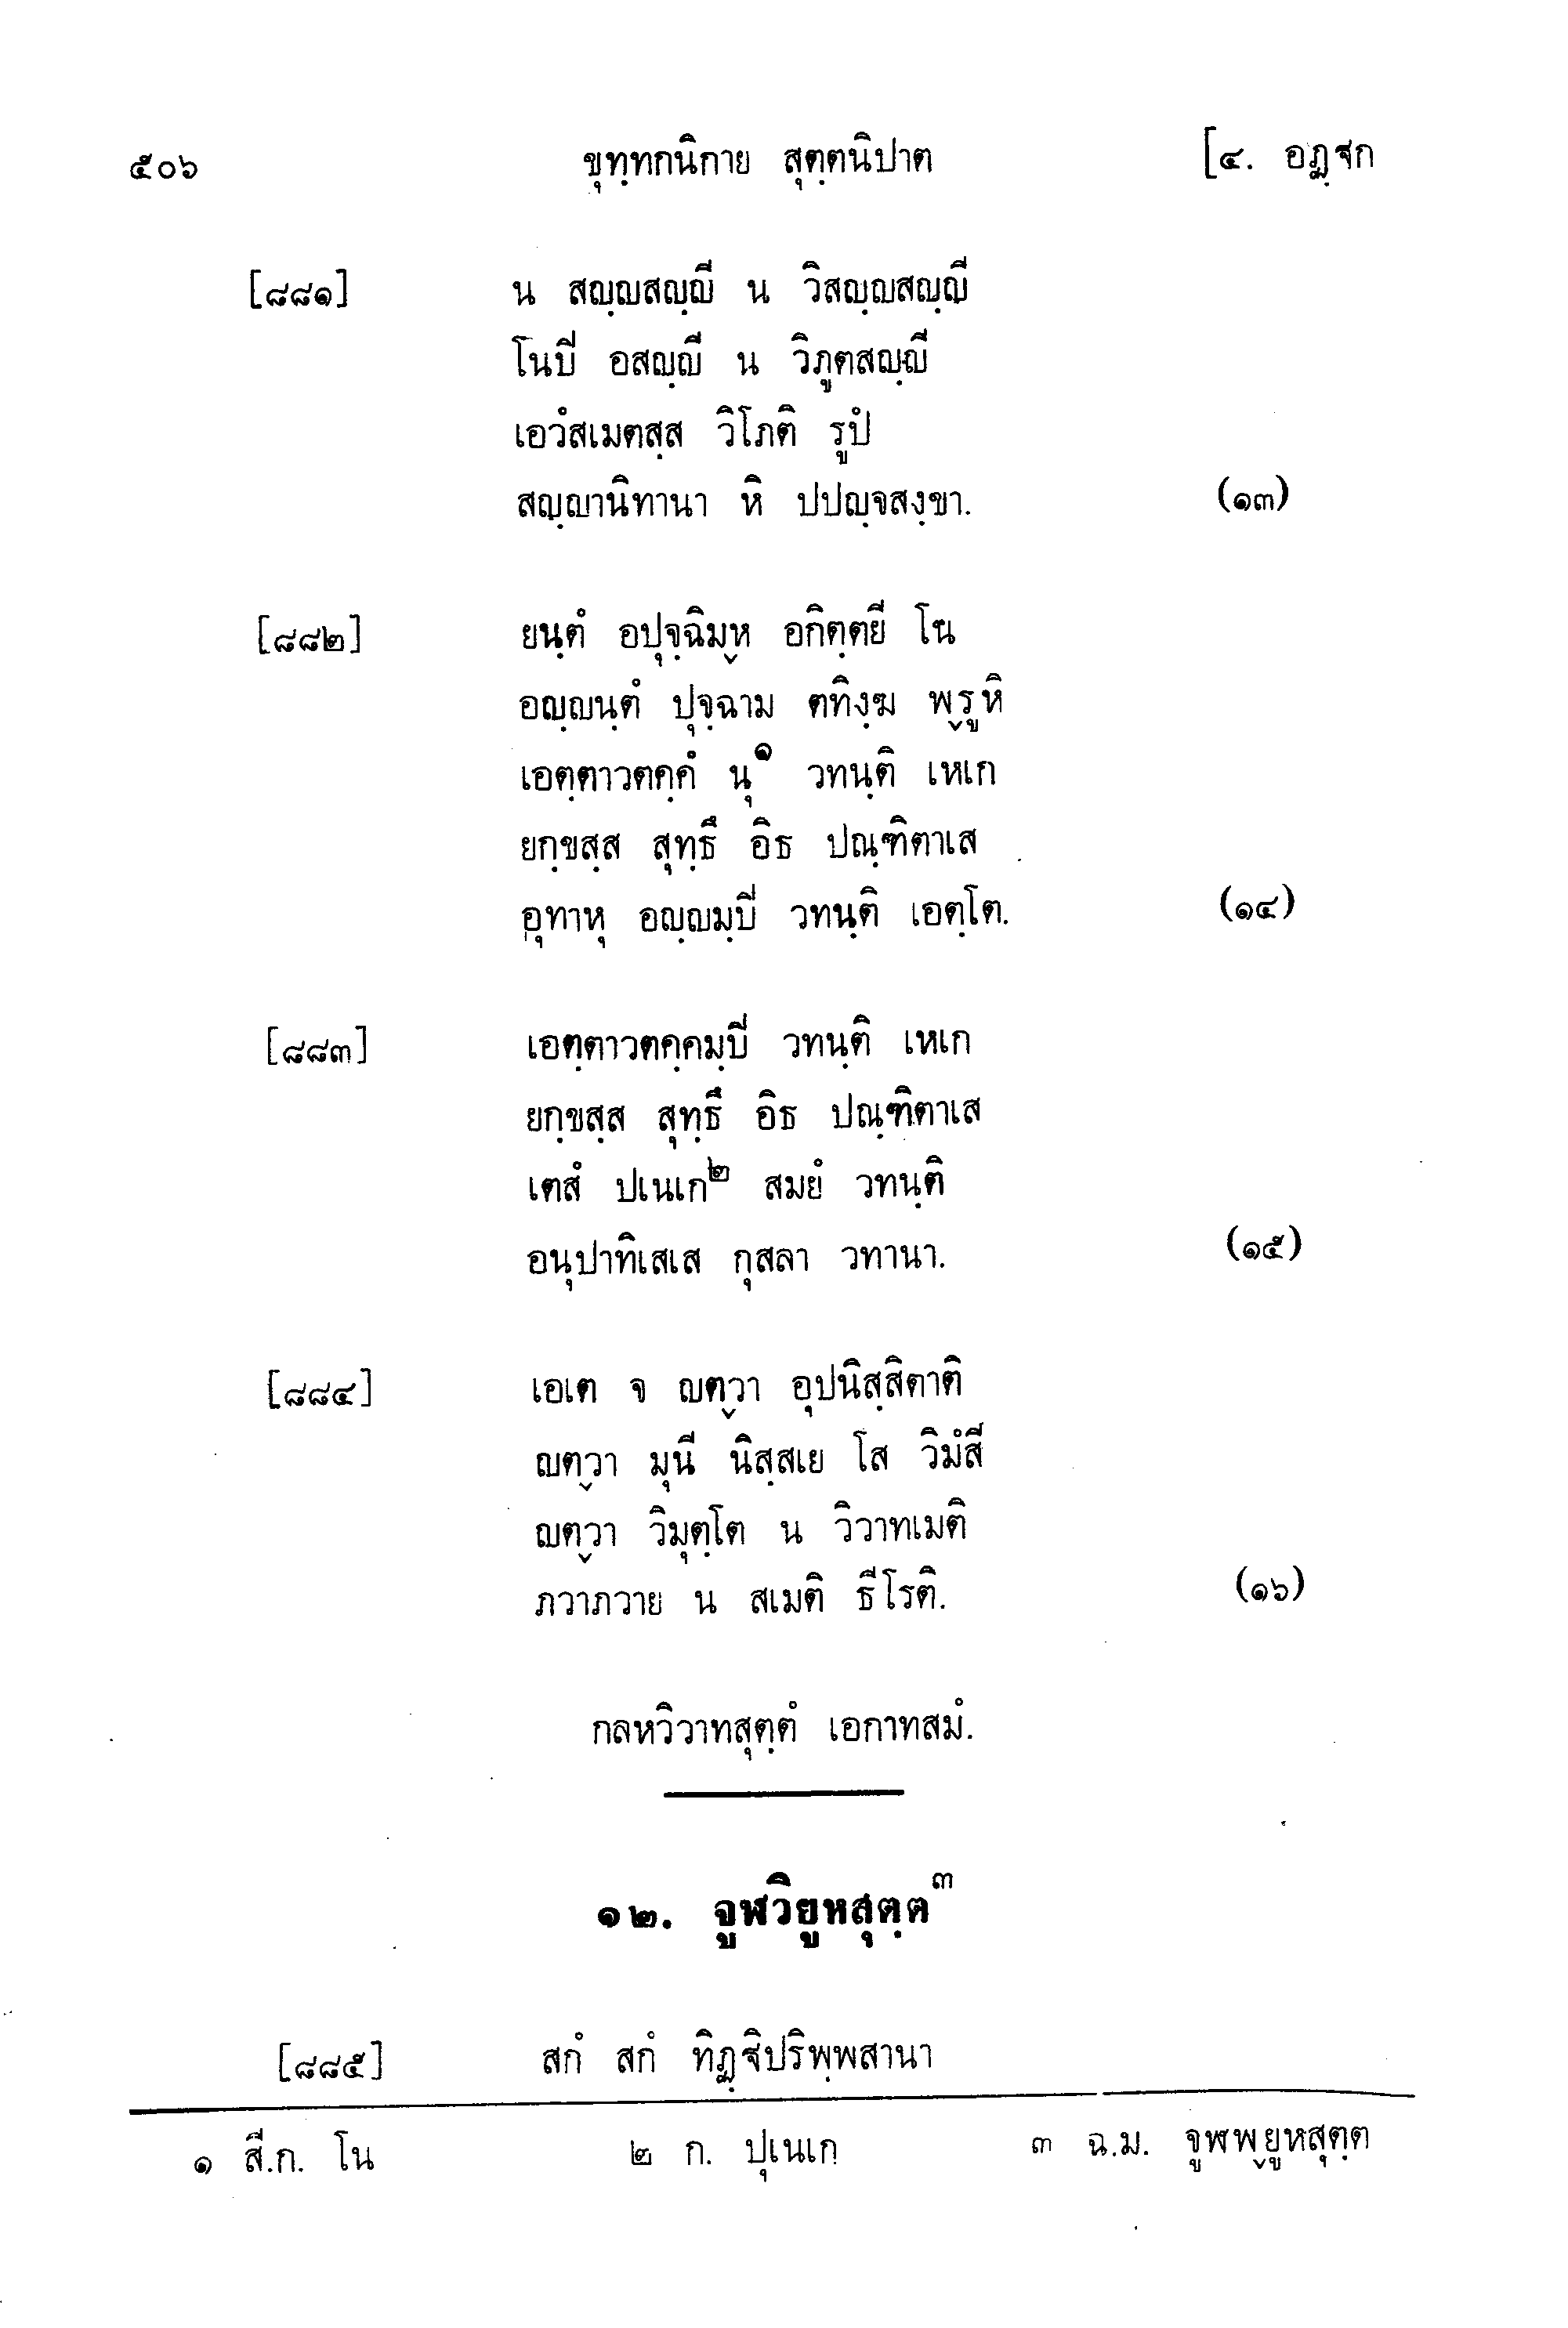 ๕๐๖ ขุทฺทกนิกาย สุตฺตนิปาต [๔. อฏฺฐก
[๘๘๑] น สญฺญสญฺญี น วิสญฺญสญฺญี
โนปี อสญฺญี น วิภูตสญฺญี
เอวํสเมตสฺส วิโภติ รูปํ
สญฺญานิทานา หิ ปปญฺจสงฺขา. (๑๓)
[๘๘๒] ยนฺตํ อปุจฺฉิมฺห อกิตฺตยี โน
อญฺญนฺตํ ปุจฺฉาม ตทิงฺฆ พฺรูหิ
เอตฺตาวตคฺคํ นุ๑ วทนฺติ เหเก
ยกฺขสฺส สุทฺธึ อิธ ปณฺฑิตาเส
อุทาหุ อญฺญมฺปี วทนฺติ เอตฺโต. (๑๔)
[๘๘๓] เอตฺตาวตคฺคมฺปี วทนฺติ เหเก
ยกฺขสฺส สุทฺธึ อิธ ปณฺฑิตาเส
เตสํ ปเนเก๒ สมยํ วทนฺติ
อนุปาทิเสเส กุสลา วทานา. (๑๕)
[๘๘๔] เอเต จ ญตฺวา อุปนิสฺสิตาติ
ญตฺวา มุนี นิสฺสเย โส วิมํสี
ญตฺวา วิมุตฺโต น วิวาทเมติ
ภวาภวาย น สเมติ ธีโรติ. (๑๖)
กลหวิวาทสุตฺตํ เอกาทสมํ.
๑๒. จูฬวิยูหสุตฺต๓
[๘๘๕] สกํ สกํ ทิฏฺฐิปริพฺพสานา
๑ สี.ก. โน ๒ ก. ปุเนเก ๓ ฉ.ม. จูฬพฺยูหสุตฺต